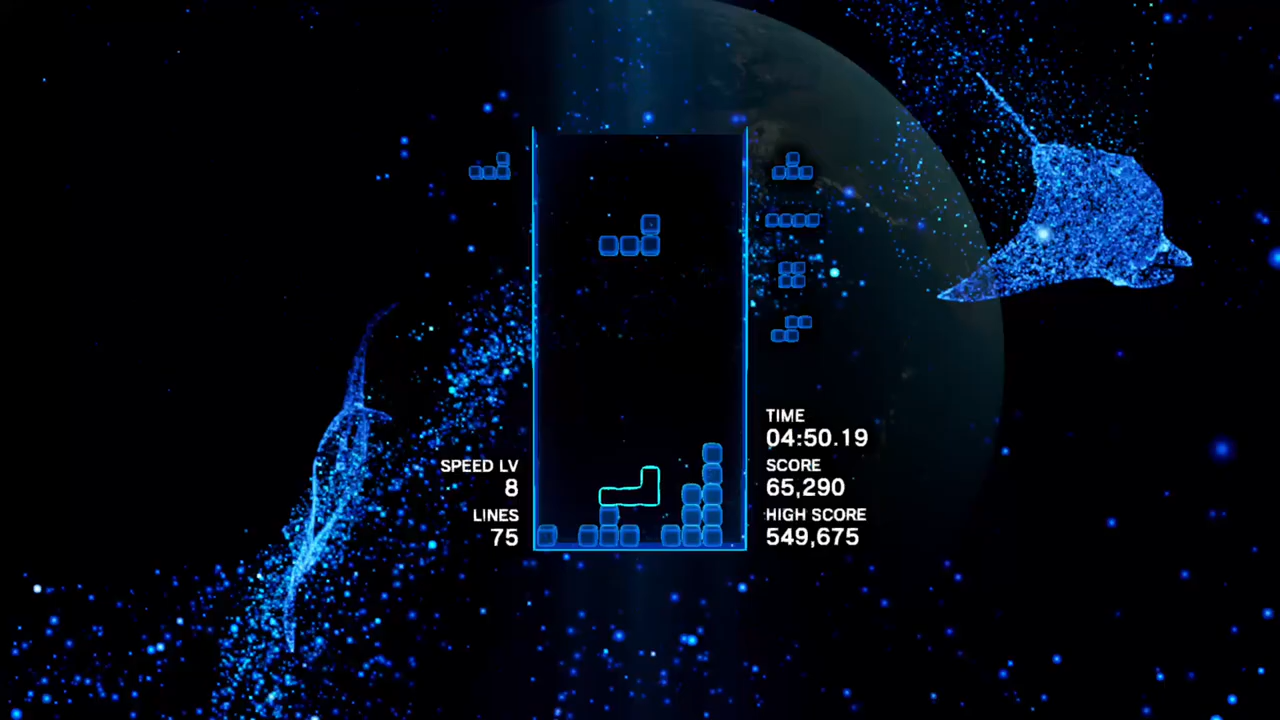 SPEED LV
8
LINES
75
TIME
04:50.19
SCORE
65,290
HIGH SCORE
549,675